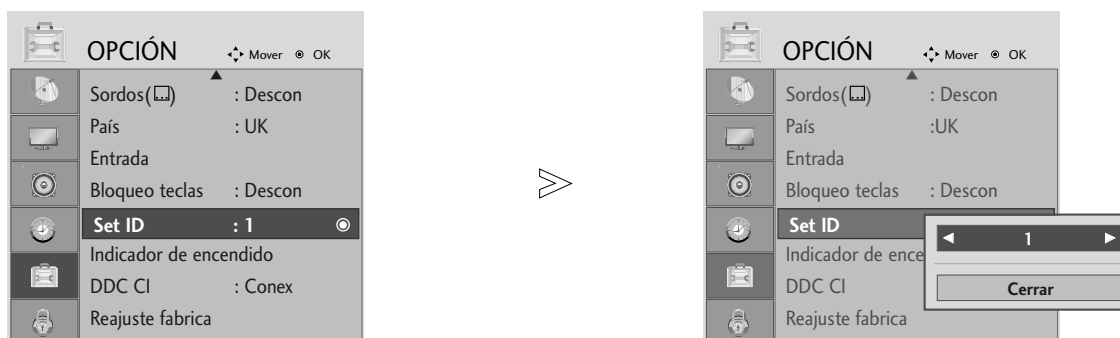 OPCIÓN Mover OK
Sordos( ) : Descon
País : UK
Entrada
Bloqueo teclas : Descon
Set ID : 1
Indicador de encendido
DDC CI : Conex
Reajuste fabrica
OPCIÓN Mover OK
Sordos( ) : Descon
País :UK
Entrada
Bloqueo teclas : Descon
Set ID
Indicador de ence
DDC CI
Reajuste fabrica
1
Cerrar